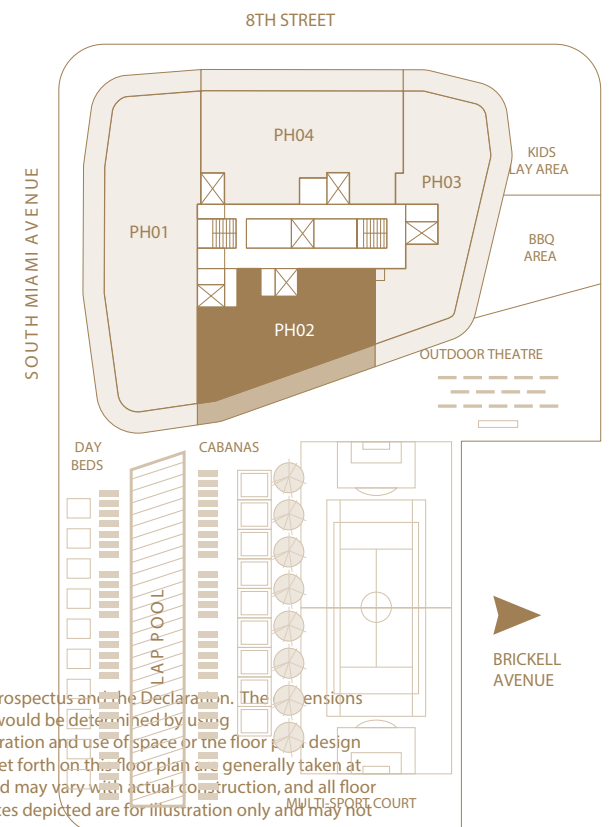 8TH STREET
SOUTH MIAMI AVENUE
PH04
PH03
PH01
PH02
KIDS
LAY AREA
BBQ
AREA
OUTDOOR THEATRE
DAY
BEDS
CABANAS
LAP POOL
BRICKELL
AVENUE
rospectus and the Declaration. The ensions
would be determined by using
ration and use of space or the floor design
et forth on this floor plan are generally taken at
d may vary with actual construction, and all floor
ces depicted are for illustration only and may not
MULTI-SPORT COURT